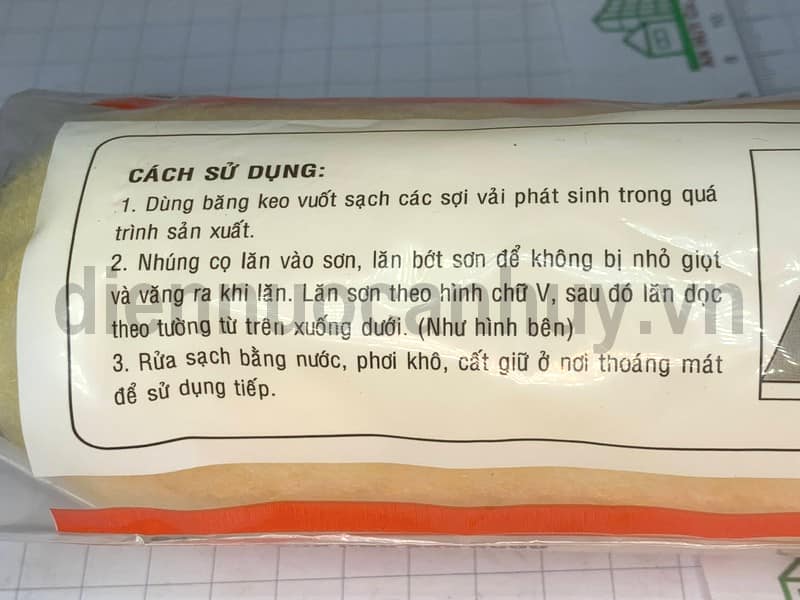 CÁCH SỬ DỤNG:
1. Dùng băng keo vuốt sạch các sợi vải phát sinh trong quá
trình sản xuất.
2. Nhúng cọ lăn vào sơn, lăn bớt sơn để không bị nhỏ giọt
và văng ra khi lăn. Lăn sơn theo hình chữ V, sau đó lăn dọc
theo tường từ trên xuống dưới. (Như hình bên)
3. Rửa sạch bằng nước, phơi khô, cất giữ ở nơi thoáng mát
để sử dụng tiếp.
diennuoccanhuy.vn